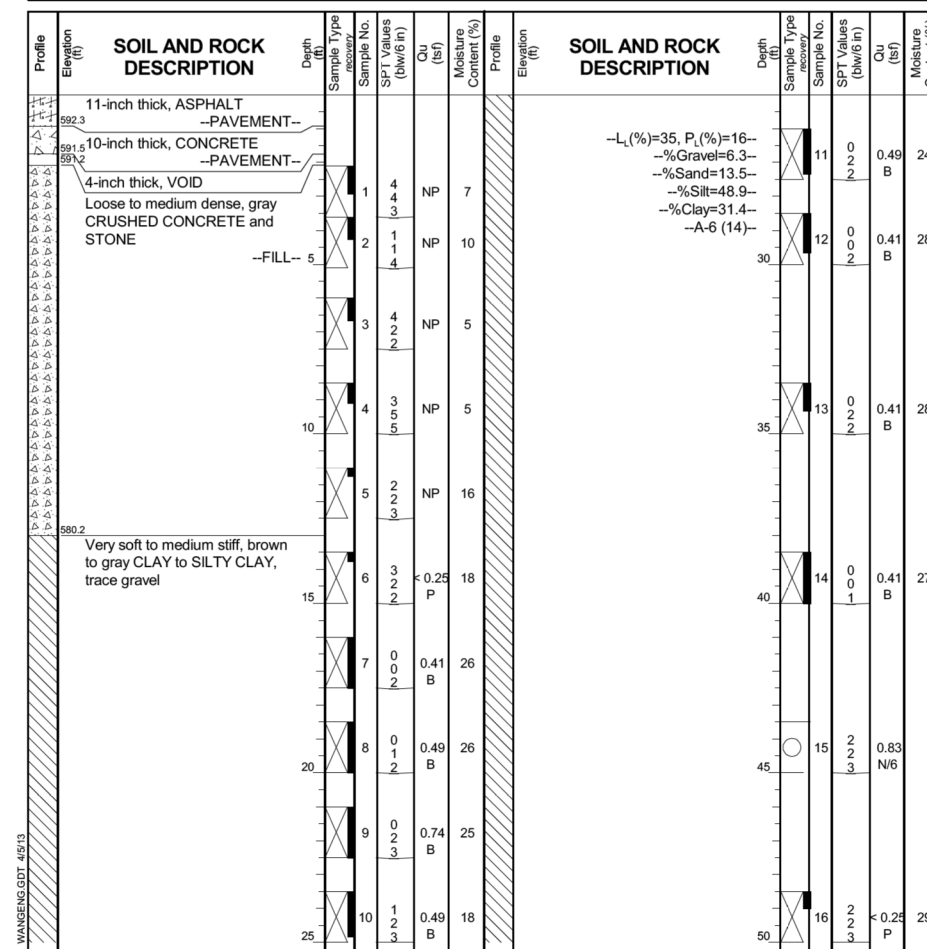 Profile
Elevation (ft)
SOIL AND ROCK
DESCRIPTION
Depth (ft)
Sample Type
recovery
Sample No.
SPT Values (blw/6 in)
Qu (tsf)
Moisture Content (%)
11-inch thick, ASPHALT
592.3 --PAVEMENT--
591.5 10-inch thick, CONCRETE
591.2 --PAVEMENT--
4-inch thick, VOID
Loose to medium dense, gray
CRUSHED CONCRETE and
STONE
--FILL-- 5
1 4 4 3 NP 7
2 1 1 4 NP 10
3 4 2 2 NP 5
4 3 5 5 NP 5
10
5 2 2 3 NP 16
580.2
Very soft to medium stiff, brown
to gray CLAY to SILTY CLAY,
trace gravel
6 3 2 2 < 0.25 P 18
15
7 0 0 2 0.41 B 26
8 0 1 2 0.49 B 26
20
9 0 2 3 0.74 B 25
10 1 2 3 0.49 B 18
25
Profile
Elevation (ft)
SOIL AND ROCK
DESCRIPTION
Depth (ft)
Sample Type
recovery
Sample No.
SPT Values (blw/6 in)
Qu (tsf)
Moisture
--LL(%)=35, PL(%)=16--
--%Gravel=6.3--
--%Sand=13.5--
--%Silt=48.9--
--%Clay=31.4--
--A-6 (14)--
11 0 2 2 0.49 B 24
12 0 0 2 0.41 B 28
30
13 0 2 2 0.41 B 28
35
14 0 0 1 0.41 B 27
40
15 2 2 3 0.83 N/6
45
16 2 2 3 < 0.25 P 29
50
WANGENG.GDT 4/5/13